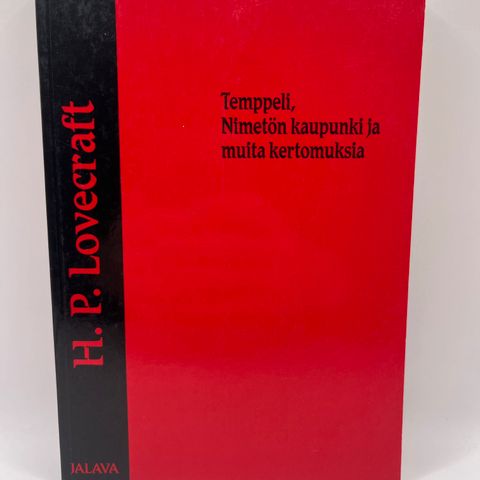 H. P. Lovecraft
Temppeli,
Nimetön kaupunki ja
muita kertomuksia
JALAVA